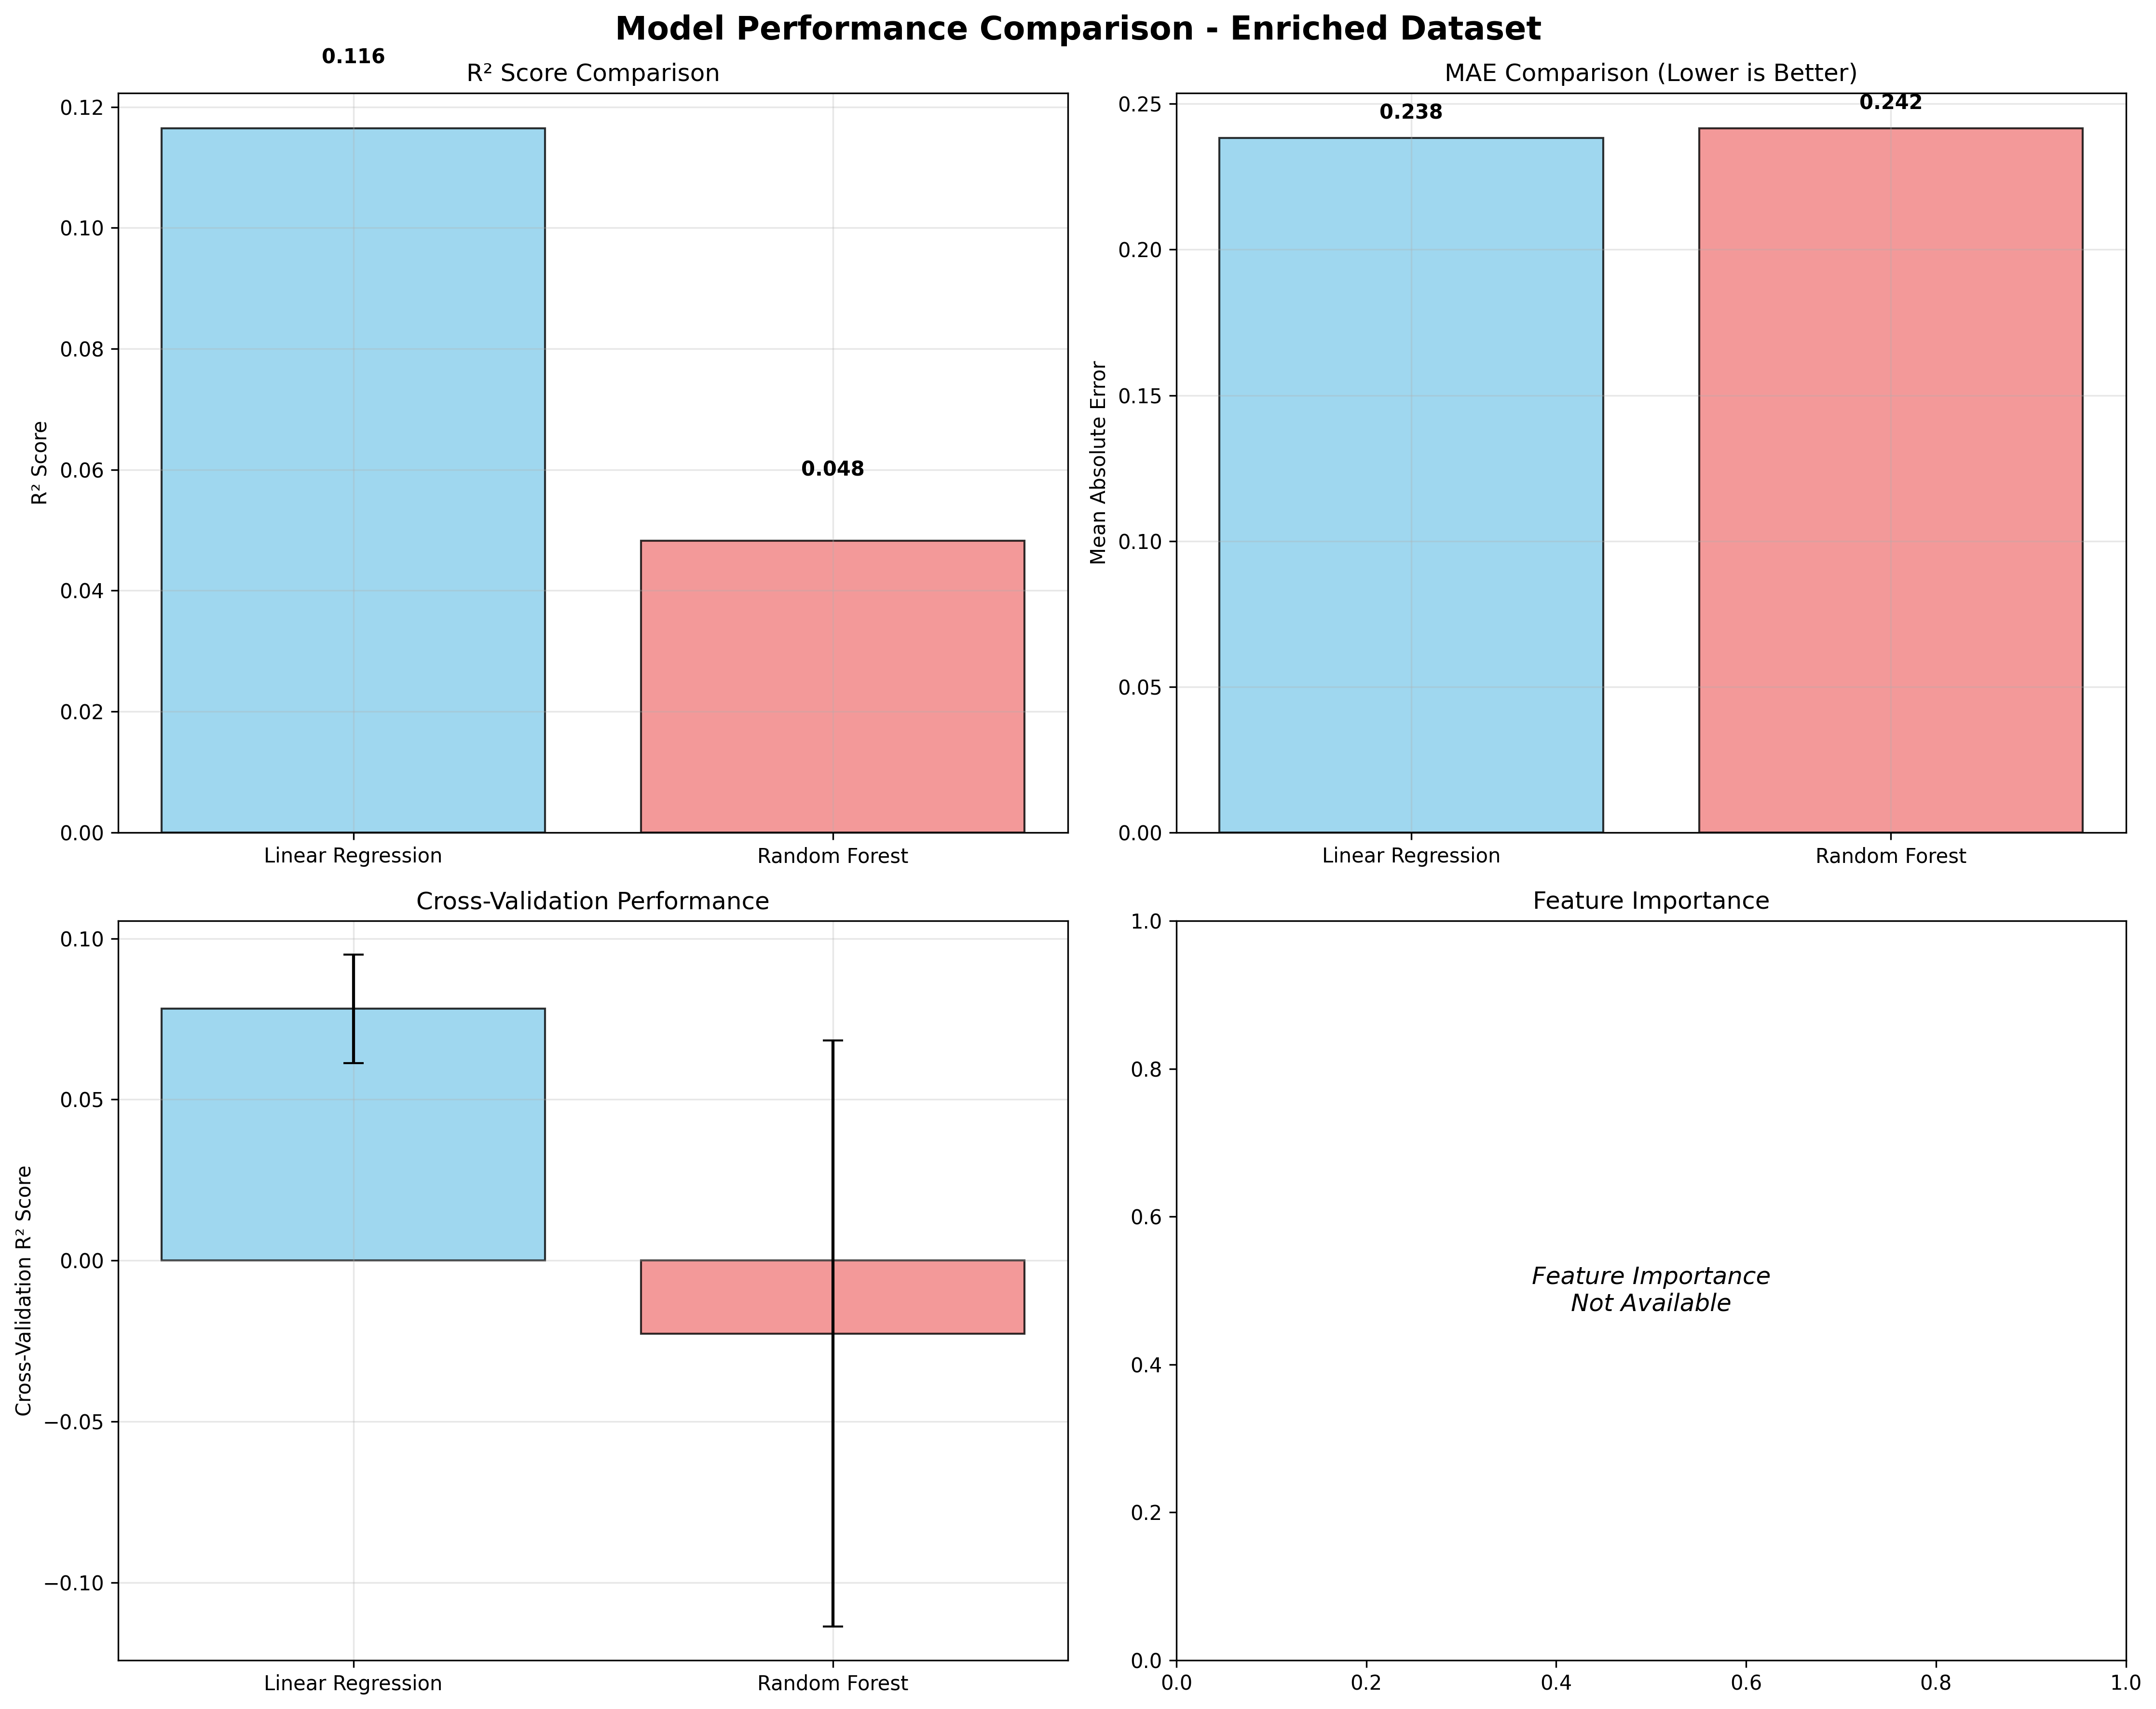 Model Performance Comparison - Enriched Dataset
R² Score Comparison
0.116
0.048
R² Score
0.12
0.10
0.08
0.06
0.04
0.02
0.00
Linear Regression
Random Forest
MAE Comparison (Lower is Better)
0.238
0.242
Mean Absolute Error
0.25
0.20
0.15
0.10
0.05
0.00
Linear Regression
Random Forest
Cross-Validation Performance
Cross-Validation R² Score
0.10
0.05
0.00
−0.05
−0.10
Linear Regression
Random Forest
Feature Importance
1.0
0.8
0.6
0.4
0.2
0.0
Feature Importance
Not Available
0.0
0.2
0.4
0.6
0.8
1.0